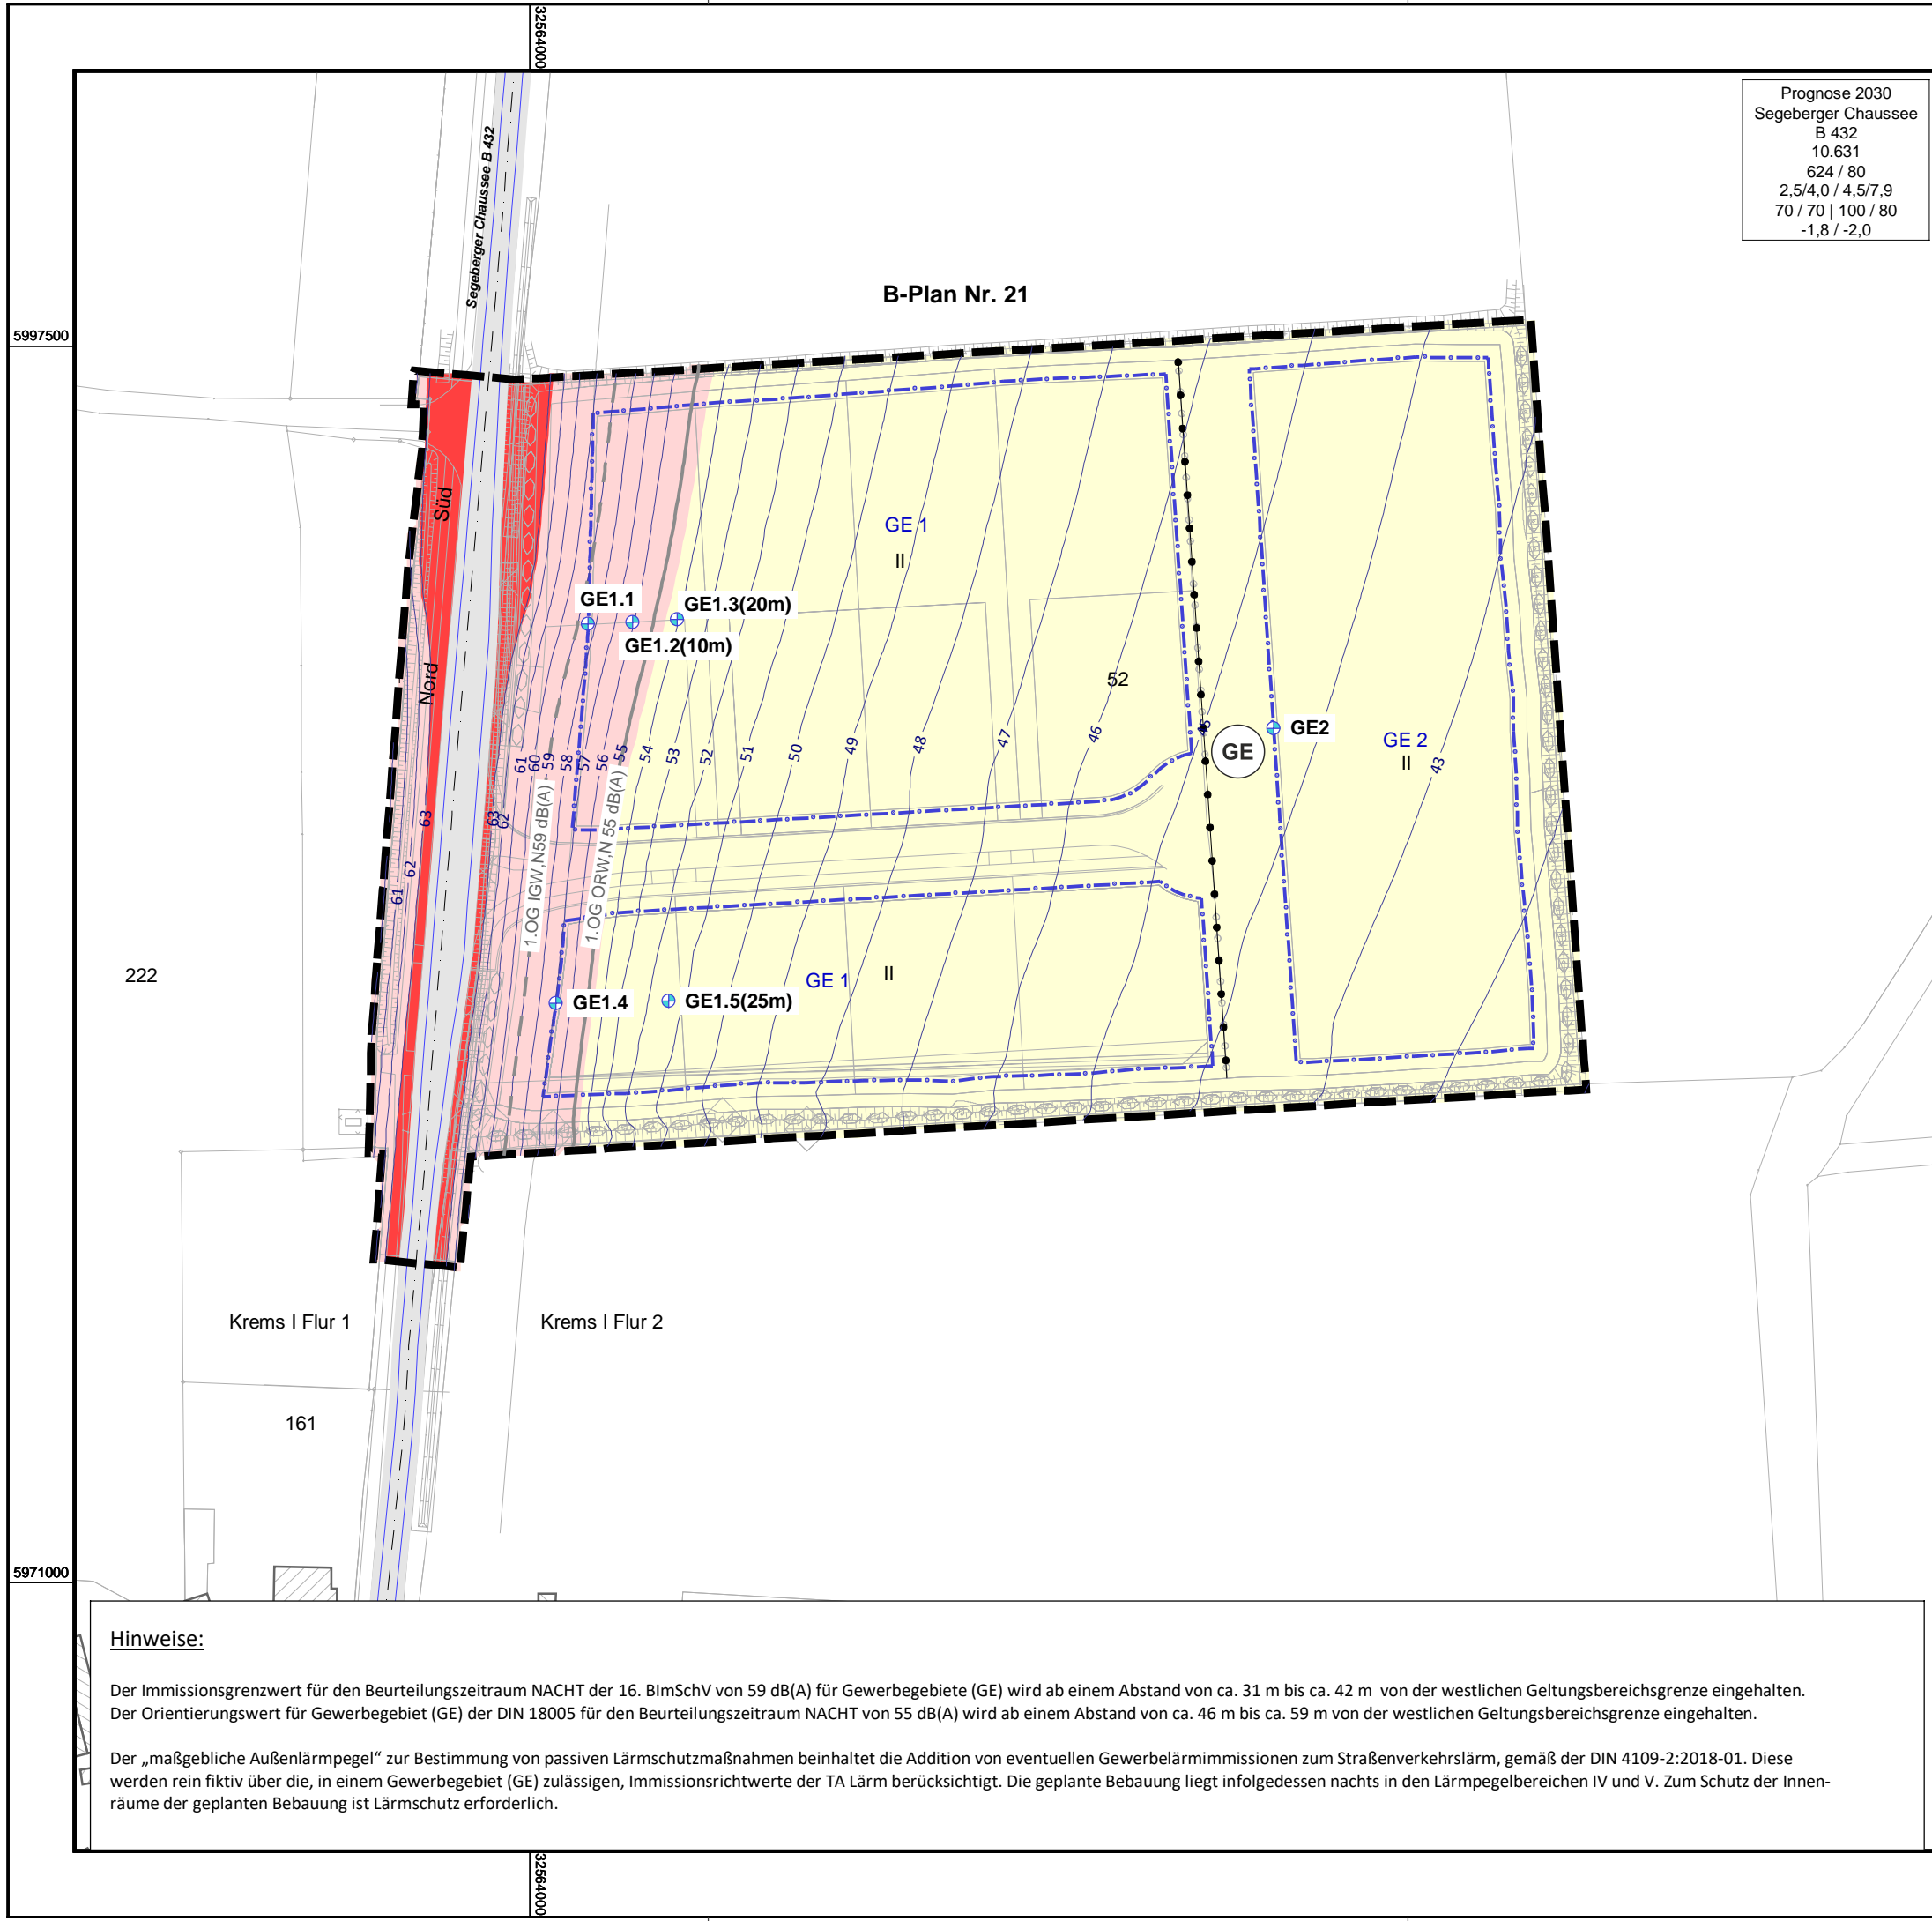 32564000
Prognose 2030
Segeberger Chaussee
B 432
10.631
624 / 80
2,5/4,0 / 4,5/7,9
70 / 70 | 100 / 80
-1,8 / -2,0
Segeberger Chaussee B 432
B-Plan Nr. 21
5997500
Süd
Nord
GE 1
II
GE1.1
GE1.3(20m)
GE1.2(10m)
52
GE
GE2
GE 2
II
43
63
62
61
63
62
61
60
59
58
57
56
55
54
53
52
51
50
49
48
47
46
45
1.OG IGW,N59 dB(A)
1.OG ORW,N 55 dB(A)
222
GE 1
II
GE1.4
GE1.5(25m)
Krems I Flur 1
Krems I Flur 2
161
5971000
Hinweise:
Der Immissionsgrenzwert für den Beurteilungszeitraum NACHT der 16. BImSchV von 59 dB(A) für Gewerbegebiete (GE) wird ab einem Abstand von ca. 31 m bis ca. 42 m von der westlichen Geltungsbereichsgrenze eingehalten.
Der Orientierungswert für Gewerbegebiet (GE) der DIN 18005 für den Beurteilungszeitraum NACHT von 55 dB(A) wird ab einem Abstand von ca. 46 m bis ca. 59 m von der westlichen Geltungsbereichsgrenze eingehalten.
Der „maßgebliche Außenlärmpegel“ zur Bestimmung von passiven Lärmschutzmaßnahmen beinhaltet die Addition von eventuellen Gewerbelärmimmissionen zum Straßenverkehrslärm, gemäß der DIN 4109-2:2018-01. Diese
werden rein fiktiv über die, in einem Gewerbegebiet (GE) zulässigen, Immissionsrichtwerte der TA Lärm berücksichtigt. Die geplante Bebauung liegt infolgedessen nachts in den Lärmpegelbereichen IV und V. Zum Schutz der Innen-
räume der geplanten Bebauung ist Lärmschutz erforderlich.
32564000